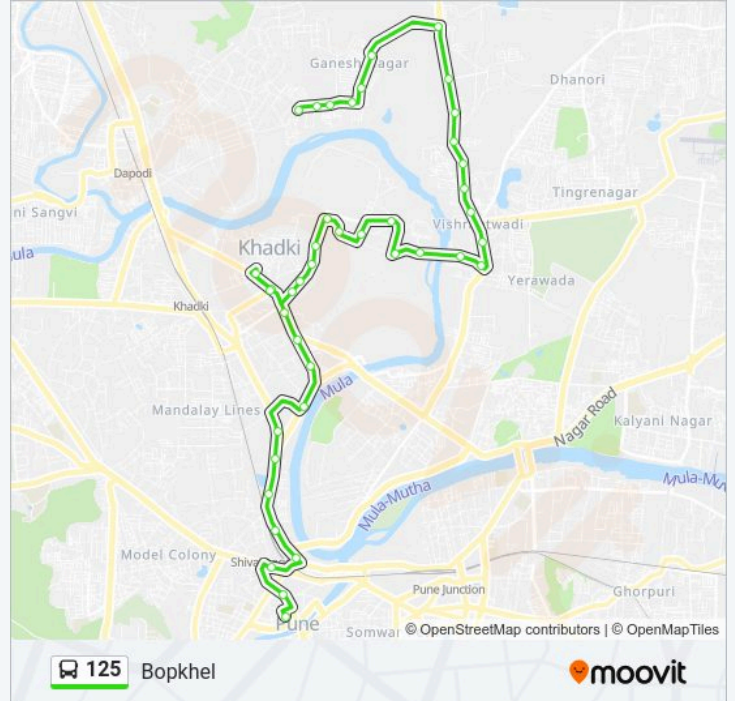 Ganesh Nagar
Dhanori
Dapodi
ni Sangvi
Tingrenagar
Vishrantwadi
Khadki
ula
Yerawada
Khadki
Mula
Mandalay Lines
Nagar Road
Kalyani Nagar
Mula-Mutha
Mula-Mu
Model Colony
Shiva
Pune Junction
Ghorpuri
Pune
Somwar
© OpenStreetMap contributors | © OpenMapTiles
125 Bopkhel
moovit